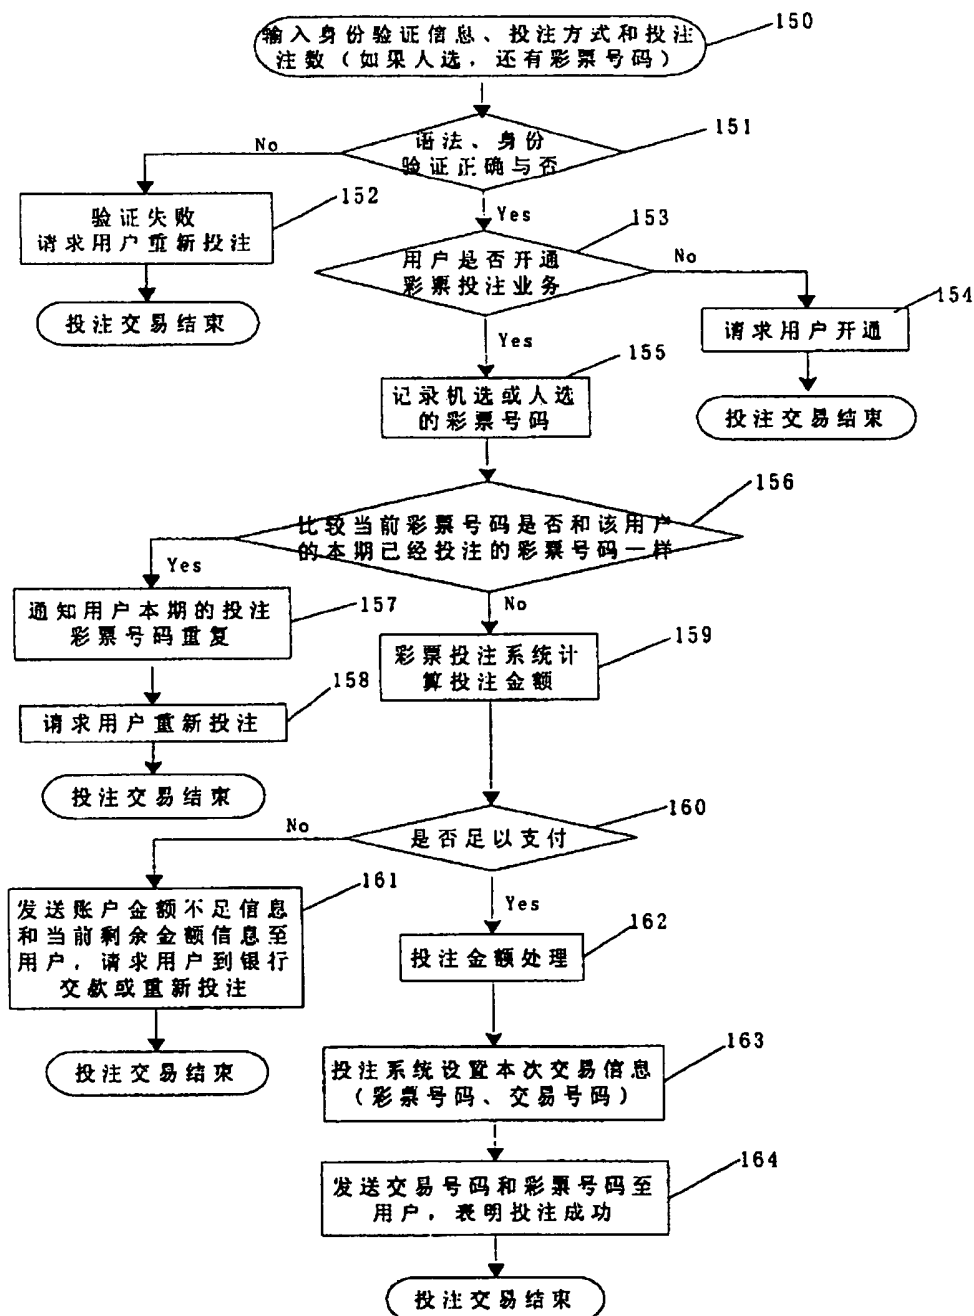 输入身份验证信息、投注方式和投注
注数（如果人选，还有彩票号码）
150
语法、身份
验证正确与否
151
No
Yes
验证失败
请求用户重新投注
152
投注交易结束
用户是否开通
彩票投注业务
153
No
Yes
请求用户开通
154
投注交易结束
记录机选或人选
的彩票号码
155
比较当前彩票号码是否和该用户
的本期已经投注的彩票号码一样
156
Yes
No
通知用户本期的投注
彩票号码重复
157
请求用户重新投注
158
投注交易结束
彩票投注系统计
算投注金额
159
是否足以支付
160
No
Yes
发送账户金额不足信息
和当前剩余金额信息至
用户，请求用户到银行
交款或重新投注
161
投注交易结束
投注金额处理
162
投注系统设置本次交易信息
（彩票号码、交易号码）
163
发送交易号码和彩票号码至
用户，表明投注成功
164
投注交易结束